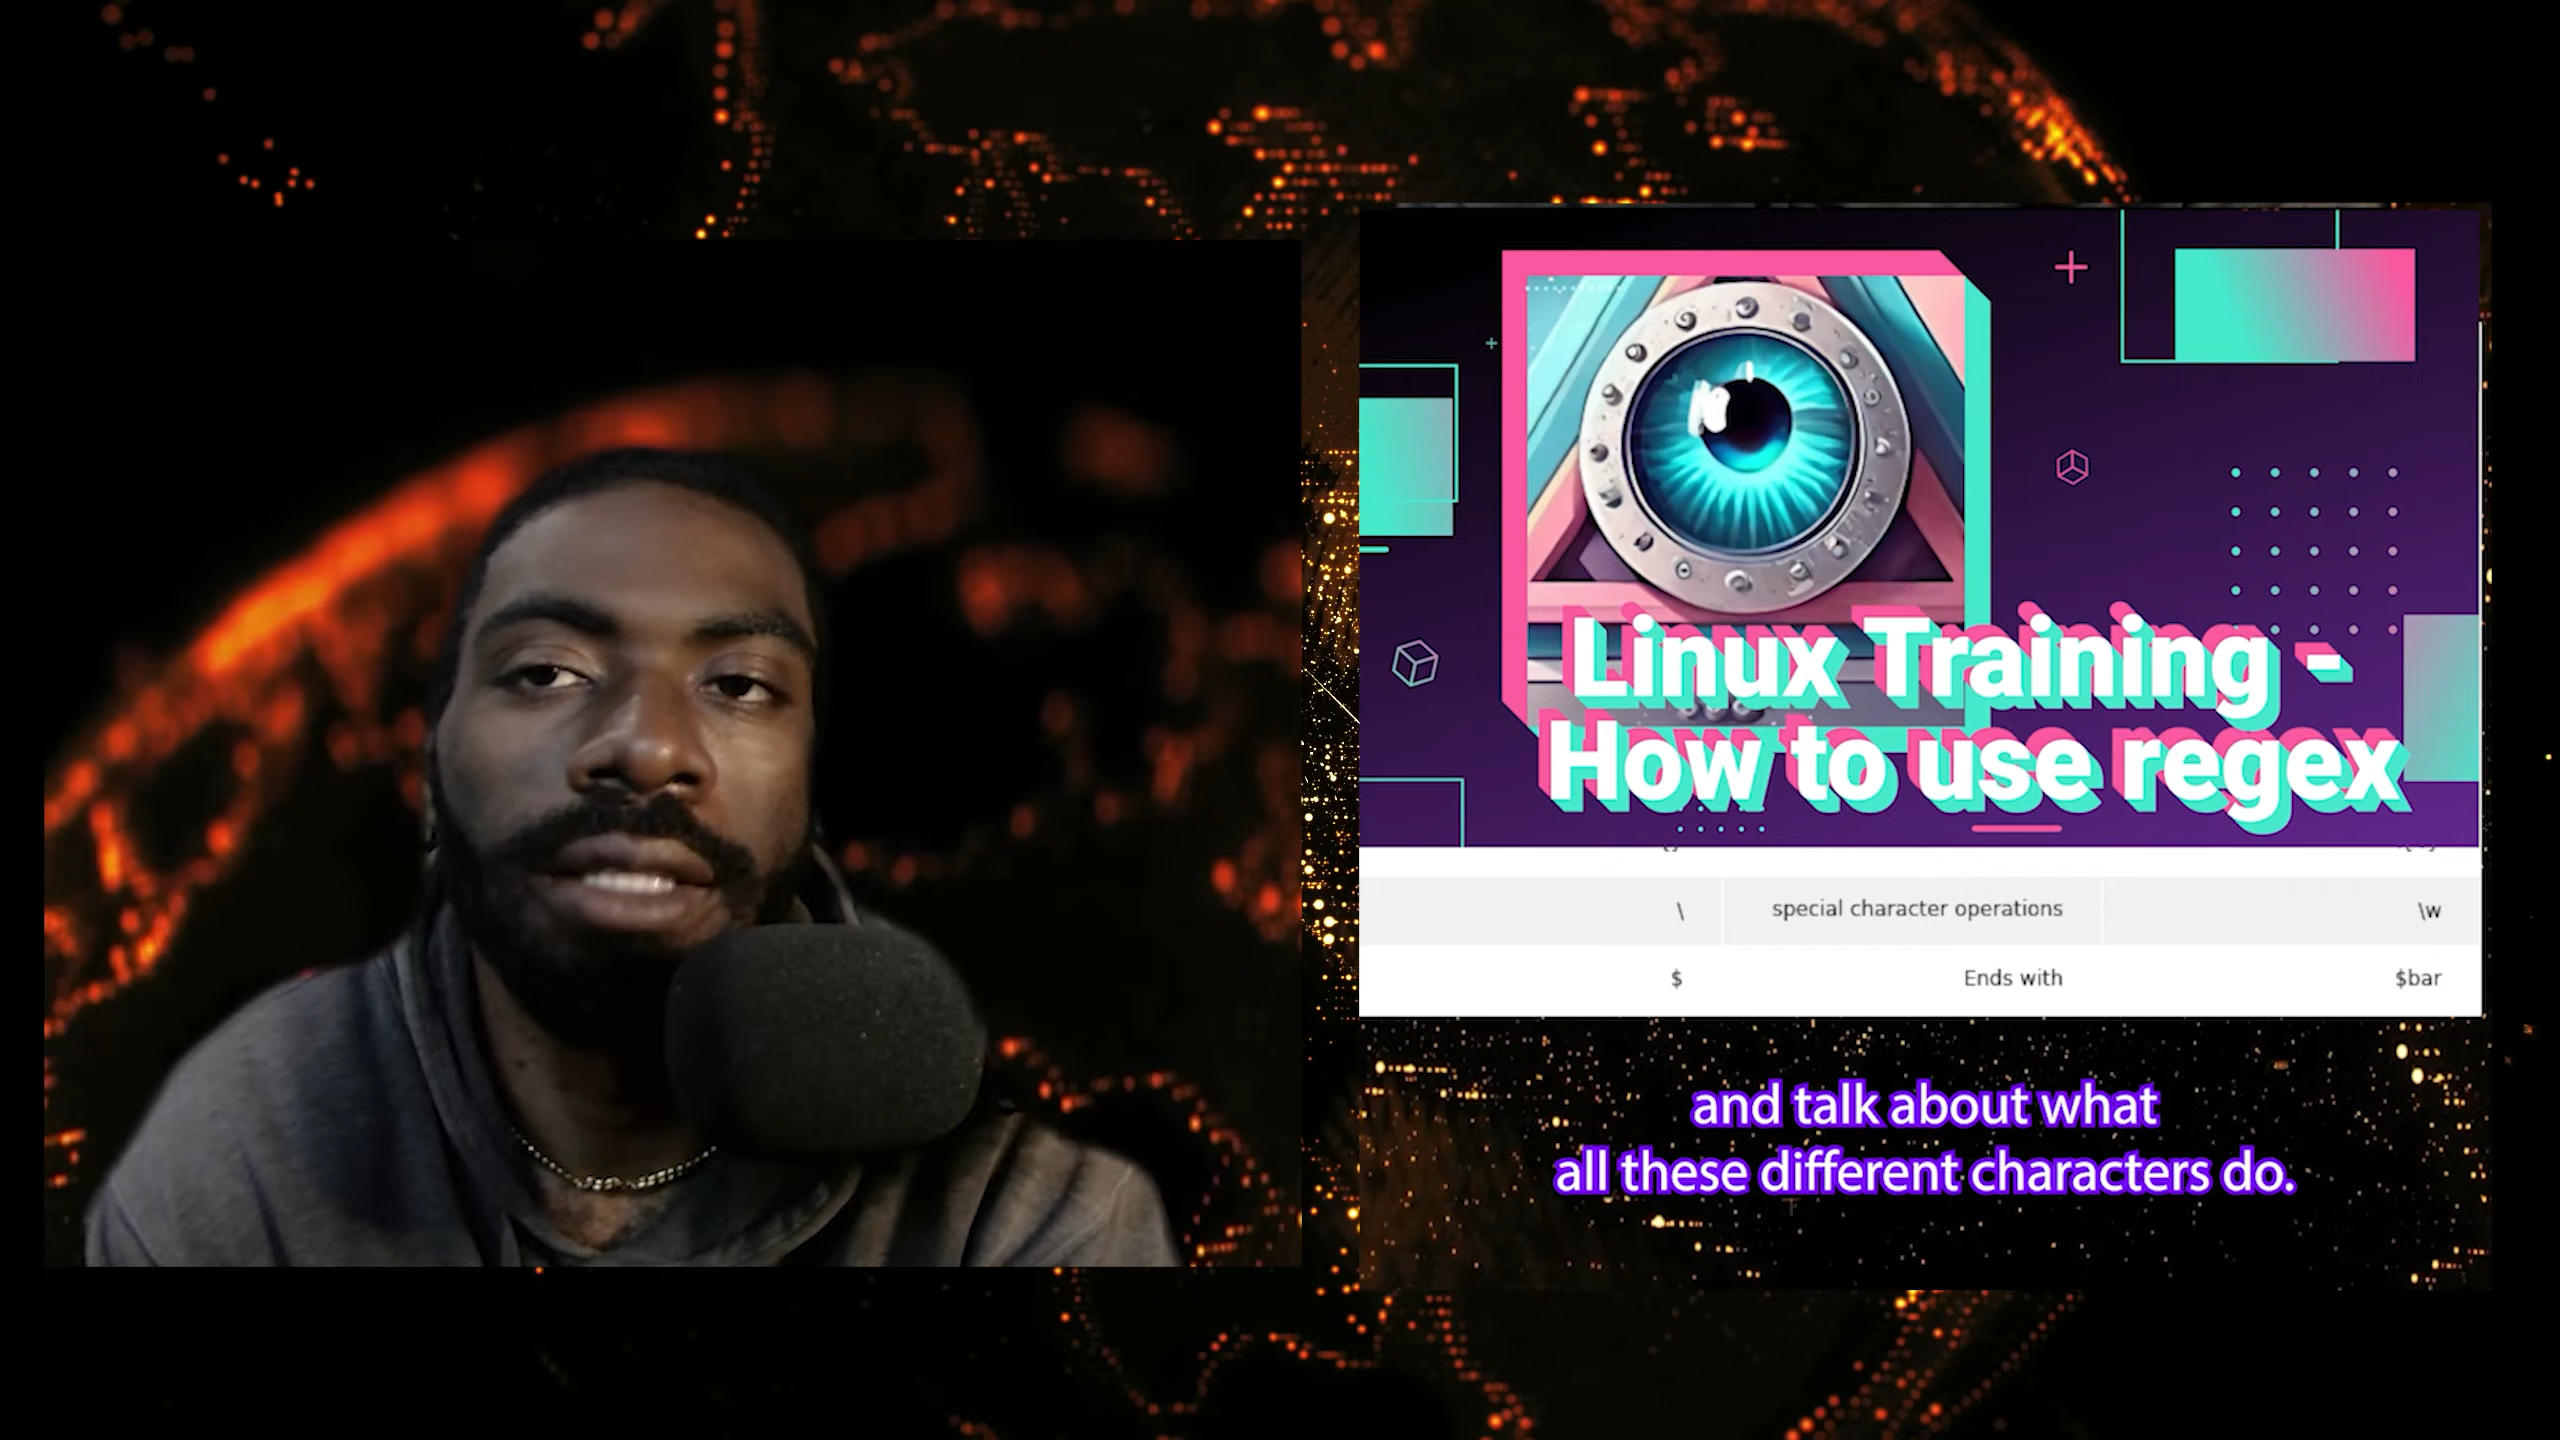 Linux Training -
How to use regex
\ special character operations \w
$ Ends with $bar
and talk about what
all these different characters do.